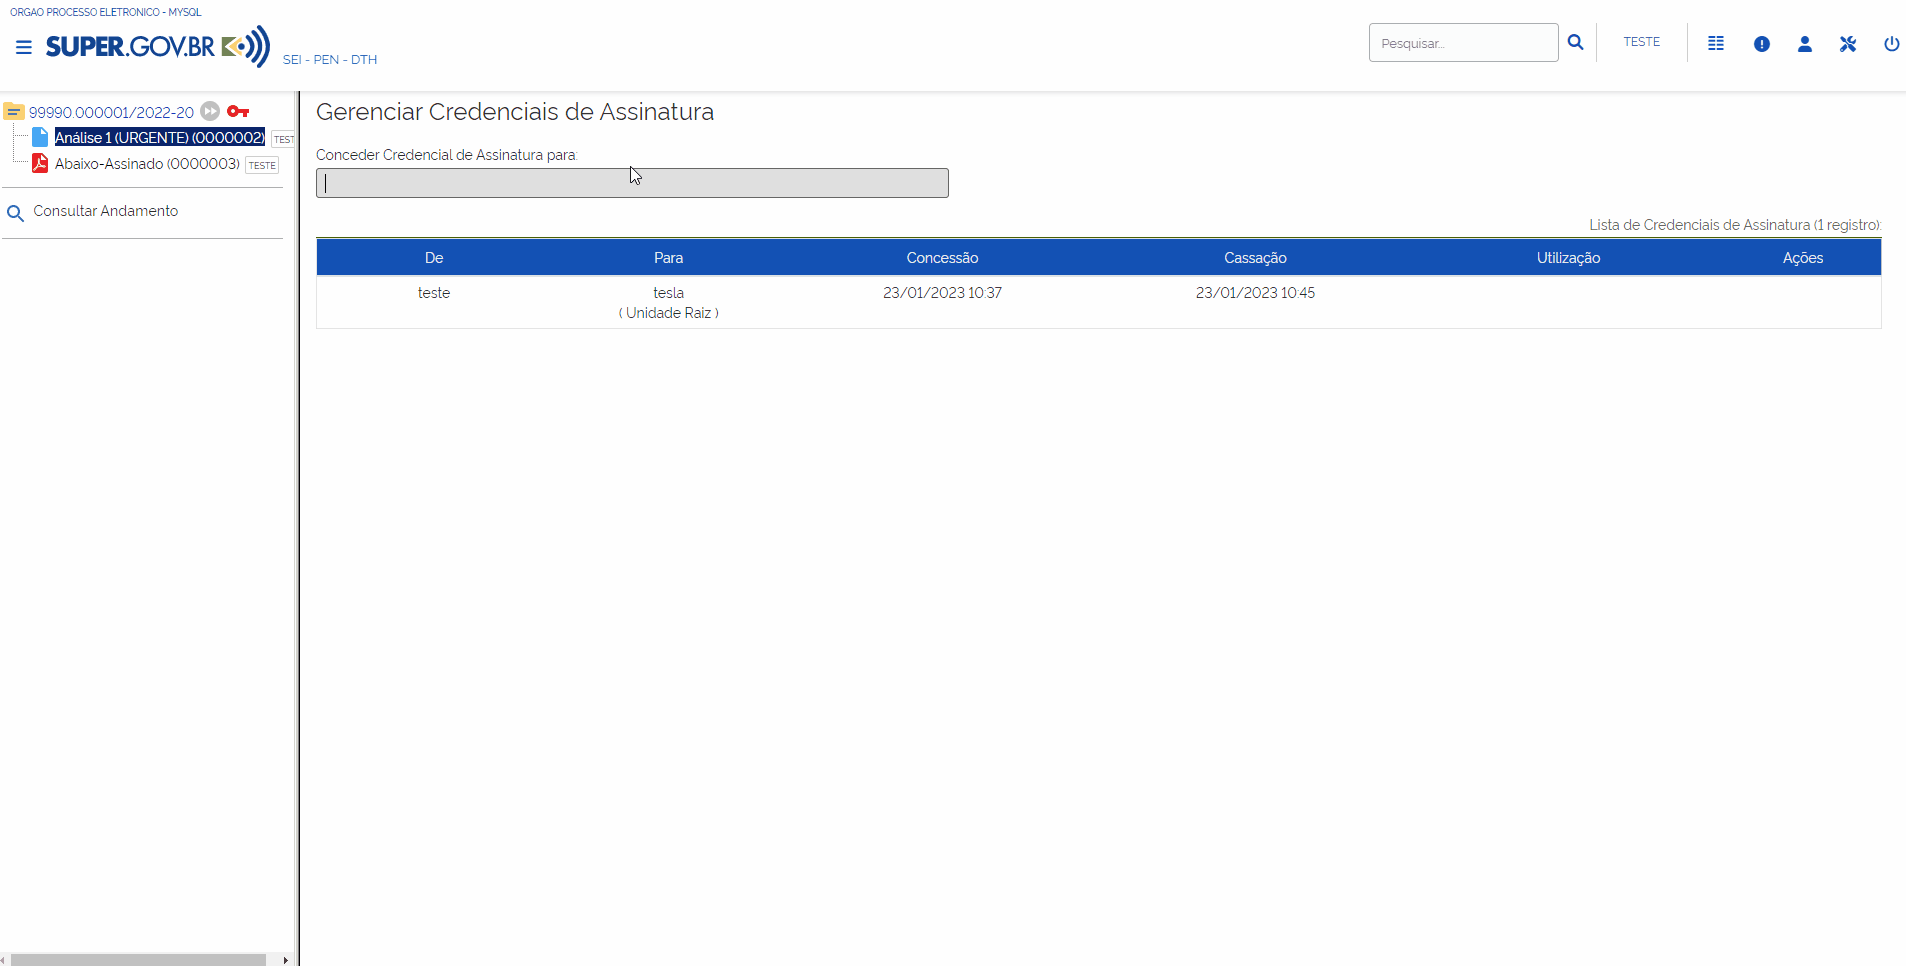 ORGAO PROCESSO ELETRONICO - MYSQL
SUPER.GOV.BR
SEI - PEN - DTH
Pesquisar...
TESTE
99990.000001/2022-20
Análise 1 (URGENTE) (0000002)
TEST
Abaixo-Assinado (0000003)
TESTE
Consultar Andamento
Gerenciar Credenciais de Assinatura
Conceder Credencial de Assinatura para:
Lista de Credenciais de Assinatura (1 registro):
De Para Concessão Cassação Utilização Ações
teste tesla 23/01/2023 10:37 23/01/2023 10:45
( Unidade Raiz )